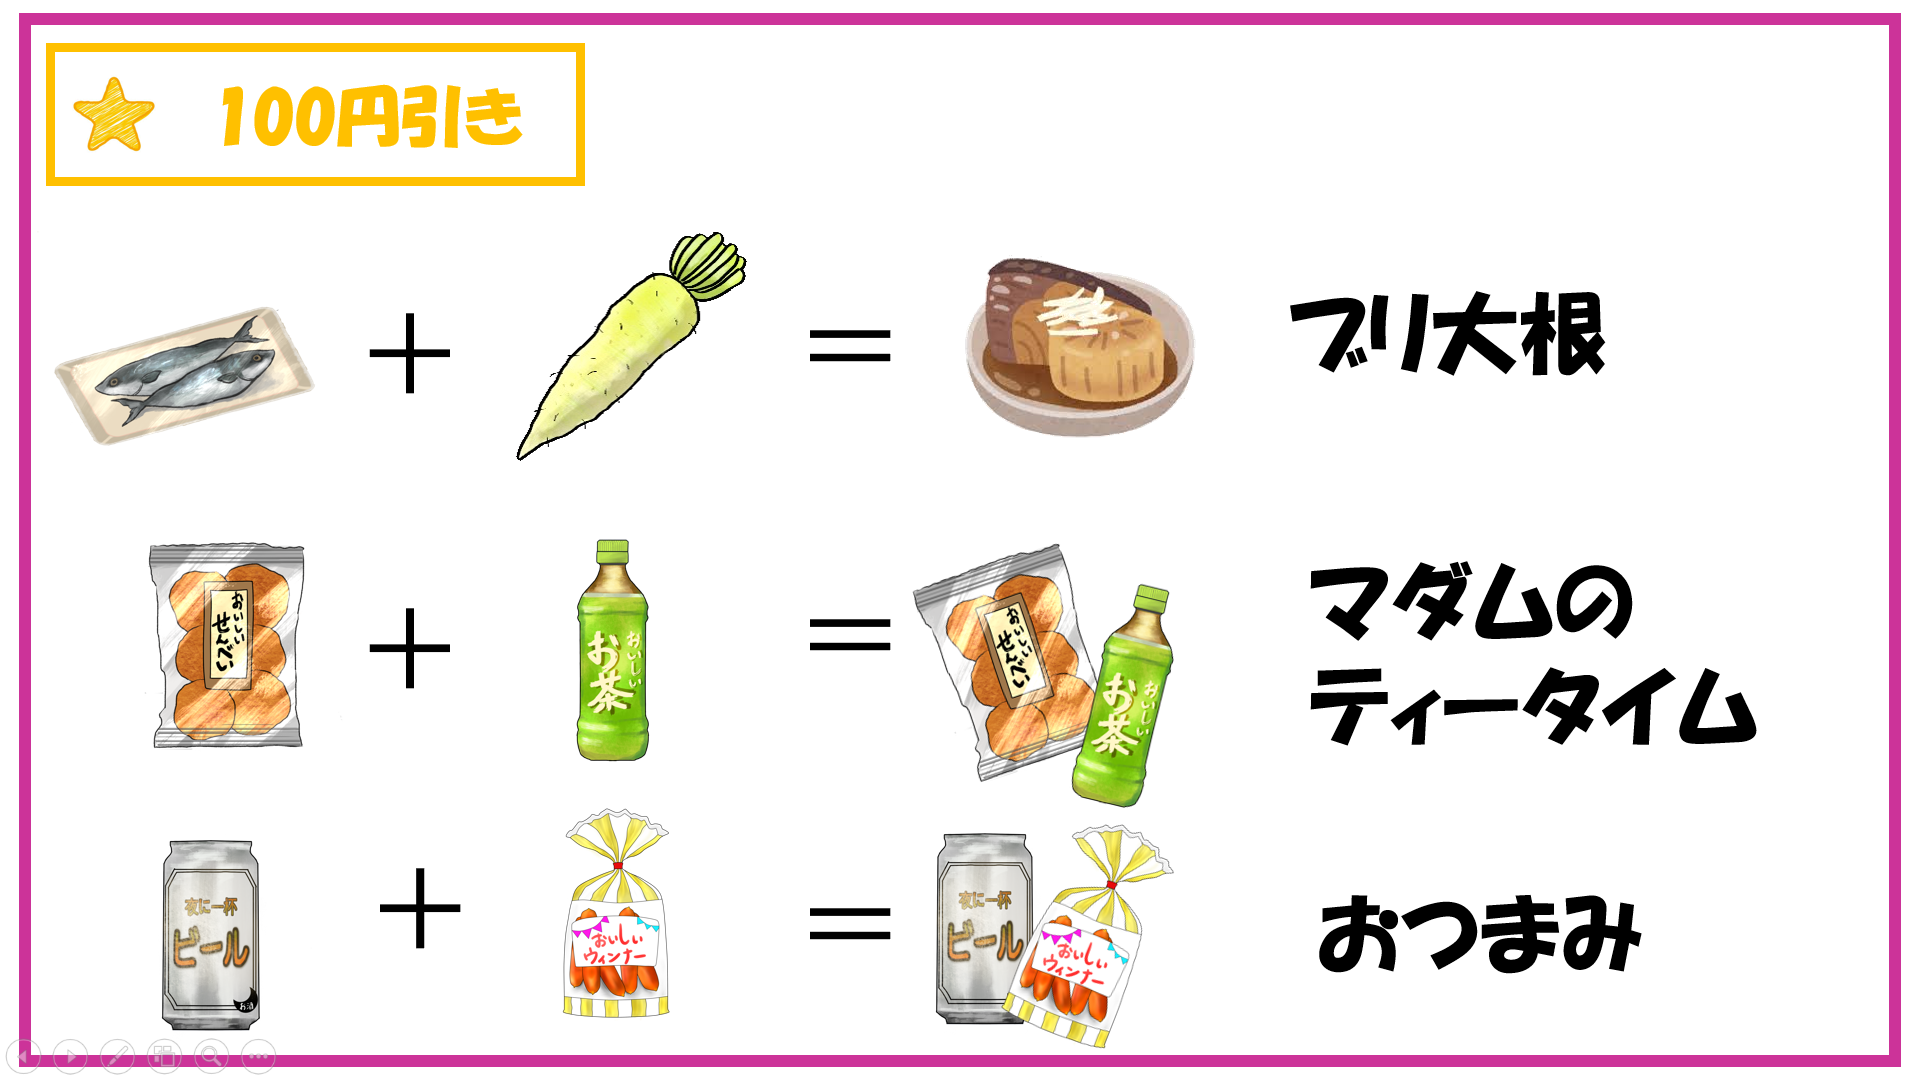 100円引き
＋
＝
ブリ大根
おいしい
せんべい
＋
おいしい
お茶
＝
おいしい
せんべい
おいしい
お茶
マダムの
ティータイム
夜に一杯
ビール
お酒
＋
おいしい
ウィンナー
＝
夜に一杯
ビール
おいしい
ウィンナー
おつまみ